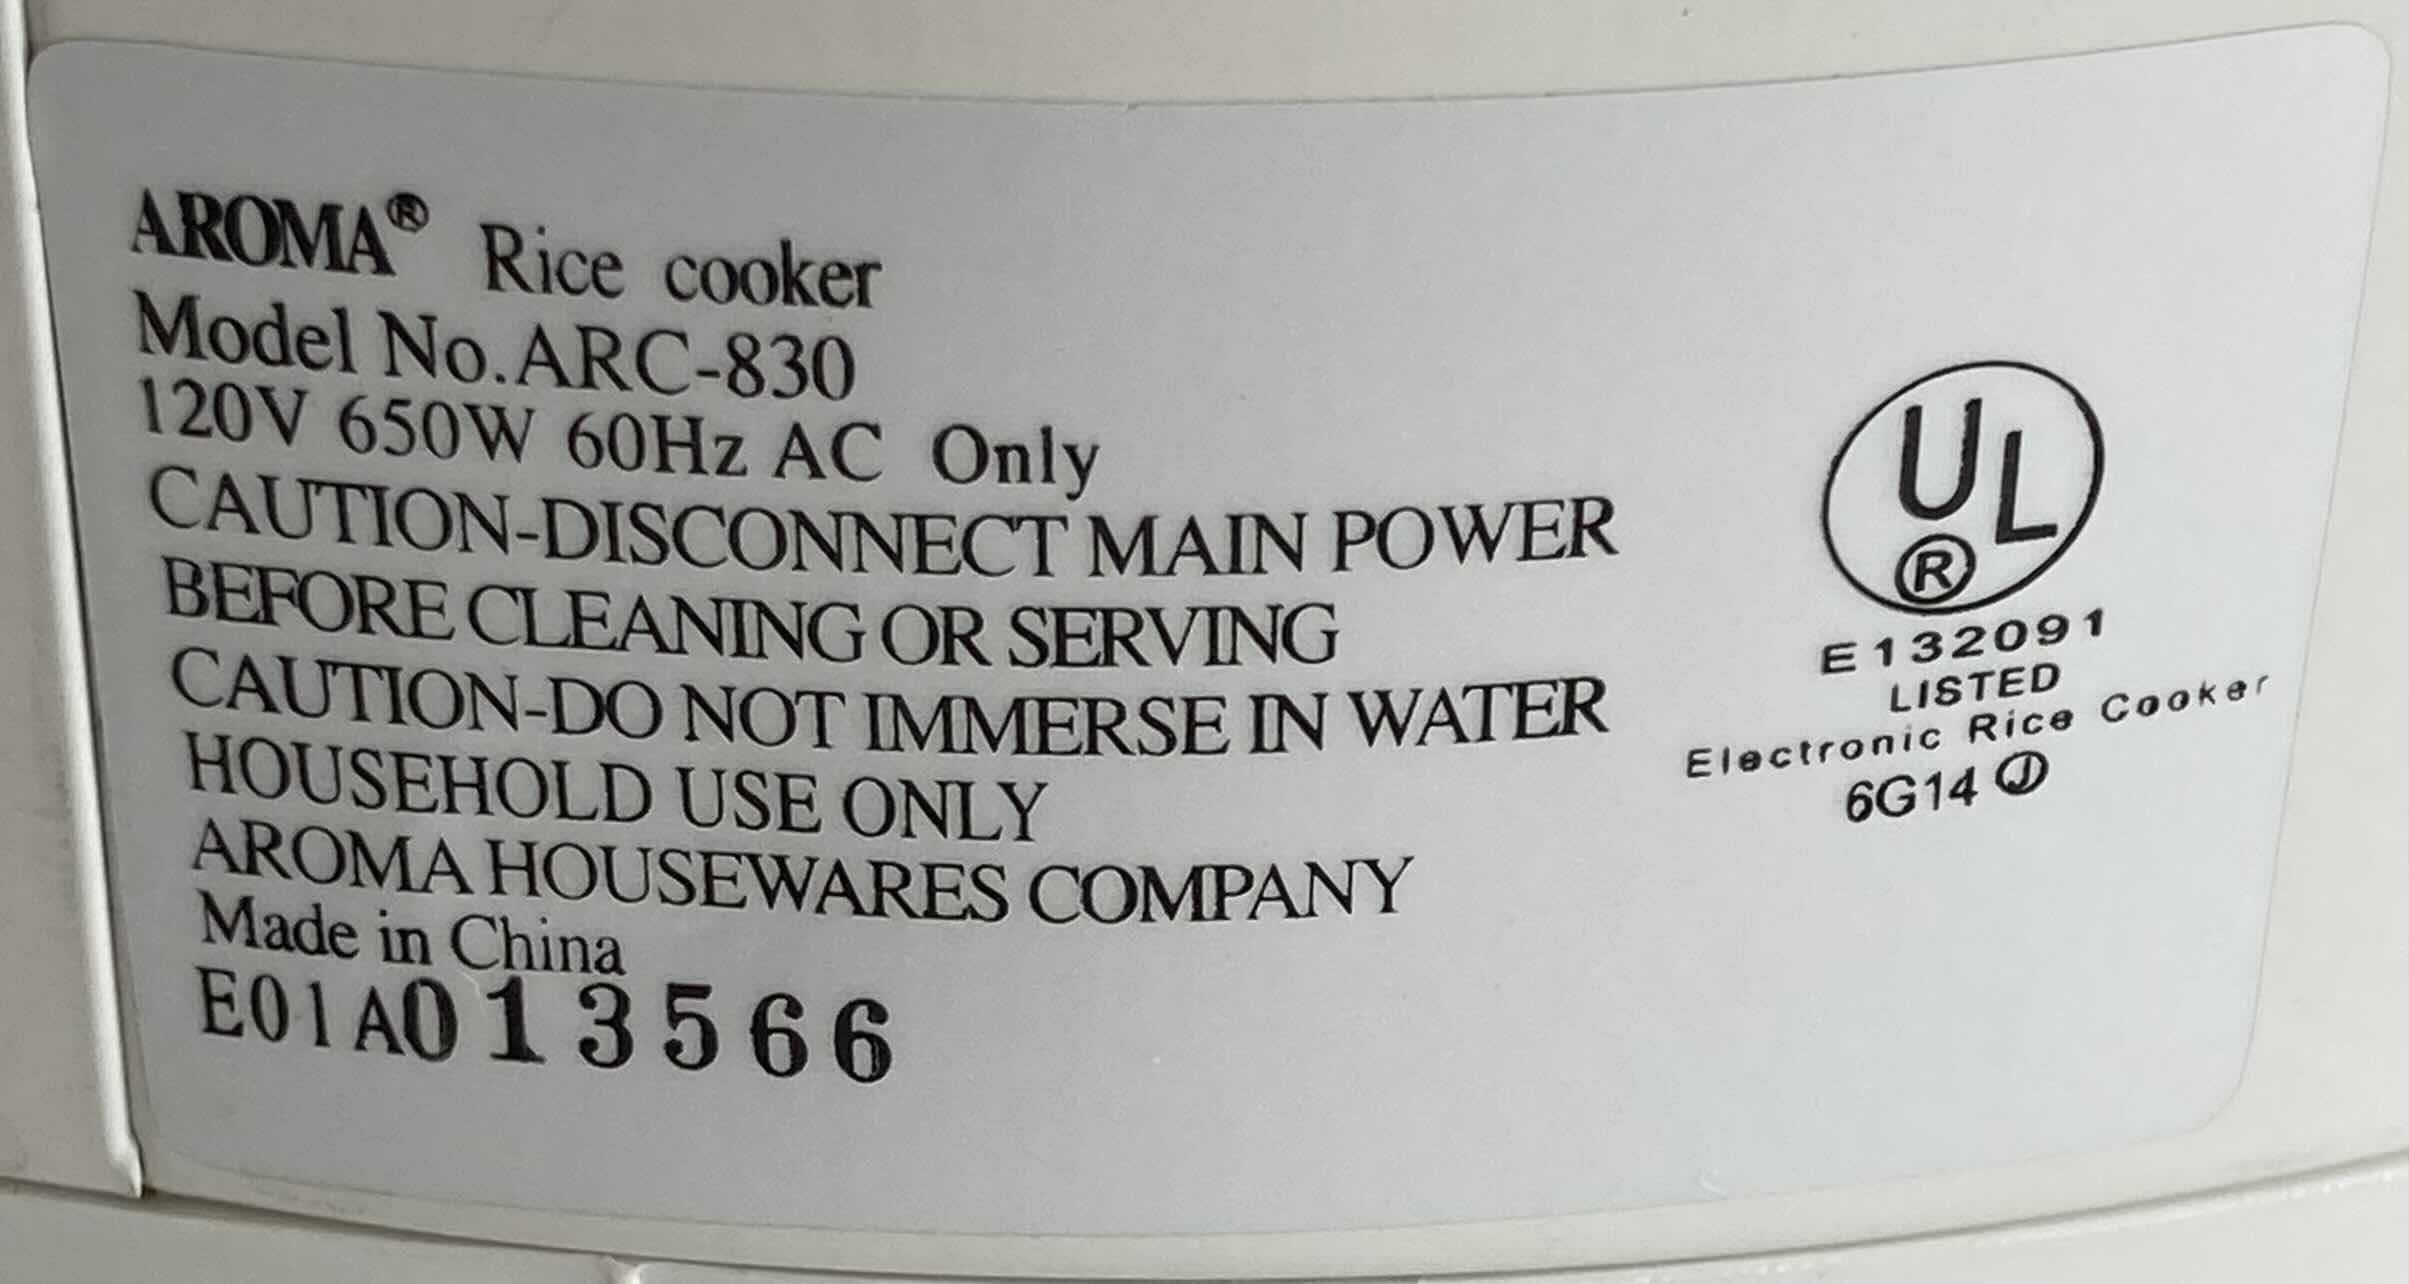 AROMA® Rice cooker
Model No.ARC-830
120V 650W 60Hz AC Only
CAUTION-DISCONNECT MAIN POWER
BEFORE CLEANING OR SERVING
CAUTION-DO NOT IMMERSE IN WATER
HOUSEHOLD USE ONLY
AROMA HOUSEWARES COMPANY
Made in China
E01A013566
UL
®
E132091
LISTED
Electronic Rice Cooker
6G14 J